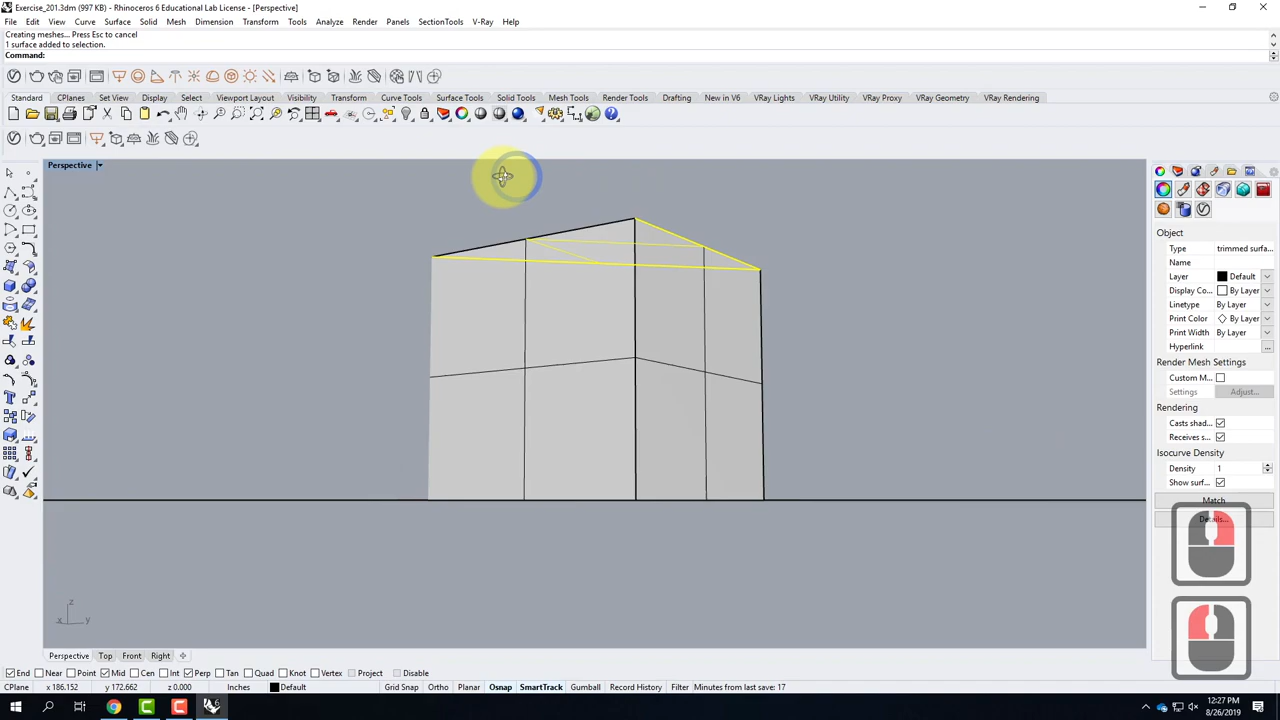 Exercise_201.3dm (997 KB) - Rhinoceros 6 Educational Lab License - [Perspective]
File Edit View Curve Surface Solid Mesh Dimension Transform Tools Analyze Render Panels SectionTools V-Ray Help
Creating meshes... Press Esc to cancel
1 surface added to selection.
Command:
Standard CPlanes Set View Display Select Viewport Layout Visibility Transform Curve Tools Surface Tools Solid Tools Mesh Tools Render Tools Drafting New in V6 VRay Lights VRay Utility VRay Proxy VRay Geometry VRay Rendering
Perspective
Object
Type trimmed surfa...
Name
Layer Default
Display Co... By Layer
Linetype By Layer
Print Color By Layer
Print Width By Layer
Hyperlink ...
Render Mesh Settings
Custom M...
Settings Adjust...
Rendering
Casts shad...
Receives s...
Isocurve Density
Density 1
Show surf...
Match
Details...
z
x y
Perspective Top Front Right
End Near Point Mid Cen Int Perp Tan Quad Knot Vertex Project Disable
CPlane x 186.152 y 172.662 z 0.000 Inches Default Grid Snap Ortho Planar Osnap SmartTrack Gumball Record History Filter Minutes from last save: 17
12:27 PM
8/26/2019